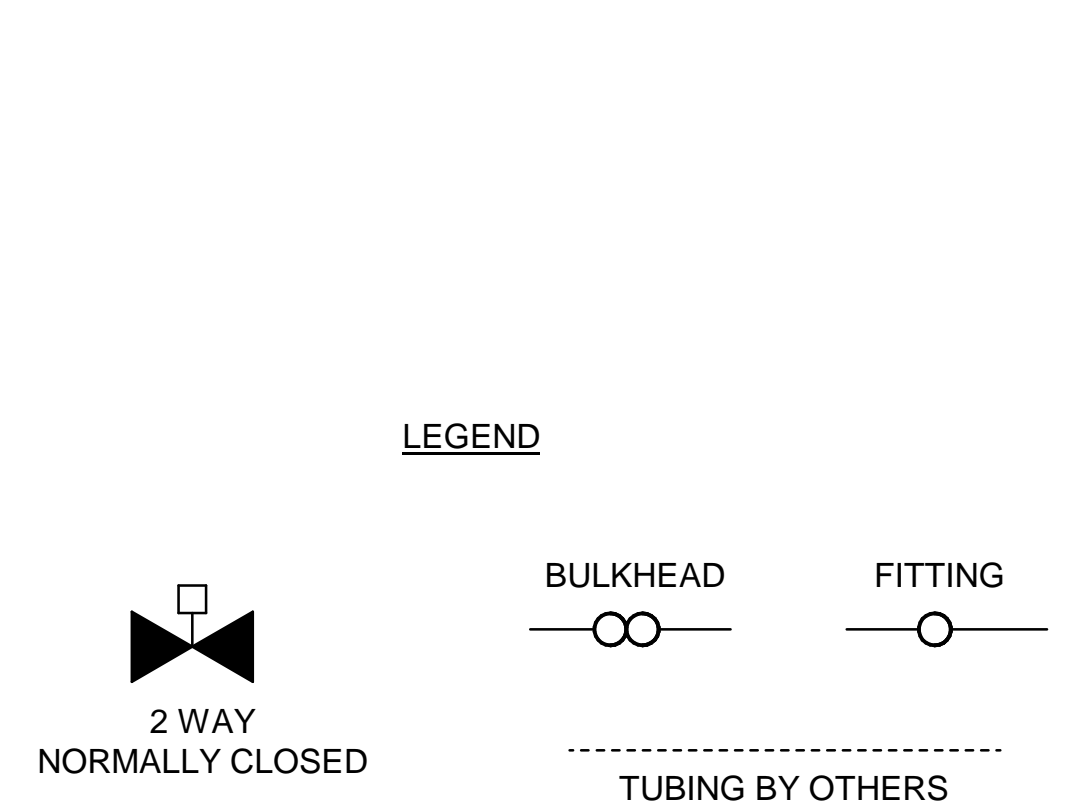 LEGEND
BULKHEAD
FITTING
2 WAY
NORMALLY CLOSED
TUBING BY OTHERS